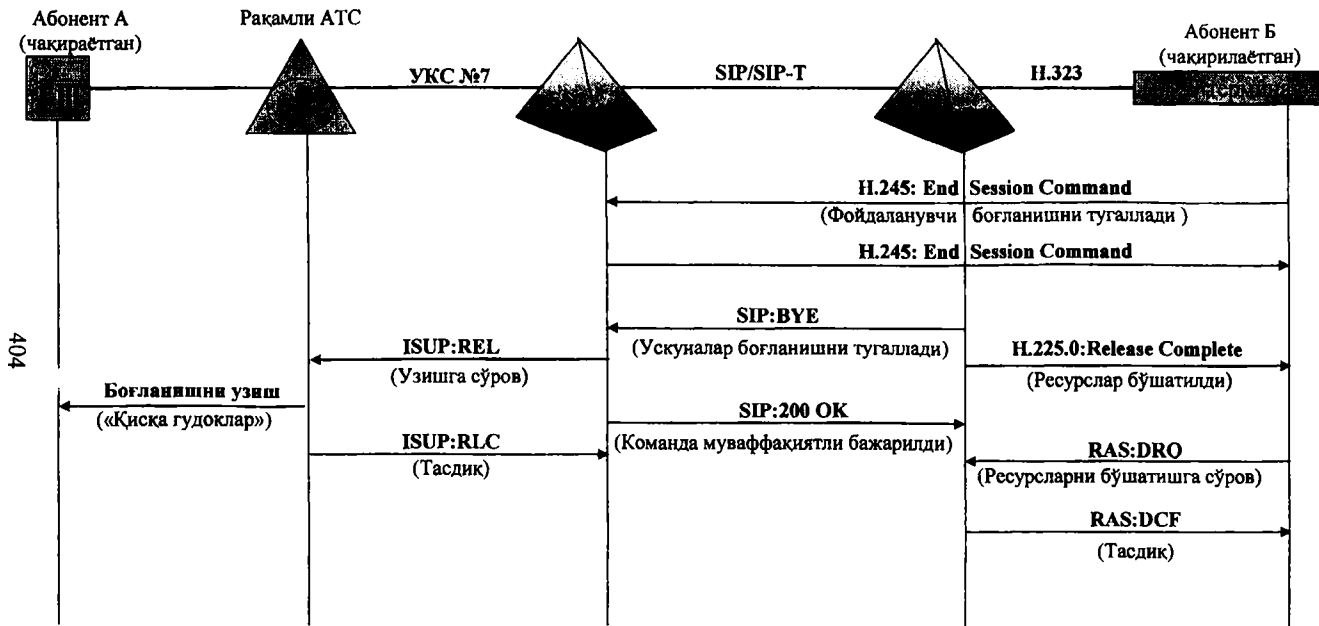 Абонент А
(чақираётган)
Рақамли АТС
Абонент Б
(чақирилаётган)
УКС №7
SIP/SIP-T
H.323
H.245: End Session Command
(Фойдаланувчи боғланишни тугаллади )
H.245: End Session Command
SIP:BYE
(Ускуналар боғланишни тугаллади)
ISUP:REL
(Узишга сўров)
H.225.0:Release Complete
(Ресурслар бўшатилди)
Боғланишни узиш
(«Қисқа гудоклар»)
SIP:200 OK
(Команда муваффақиятли бажарилди)
ISUP:RLC
(Тасдиқ)
RAS:DRQ
(Ресурсларни бўшатишга сўров)
RAS:DCF
(Тасдиқ)
404